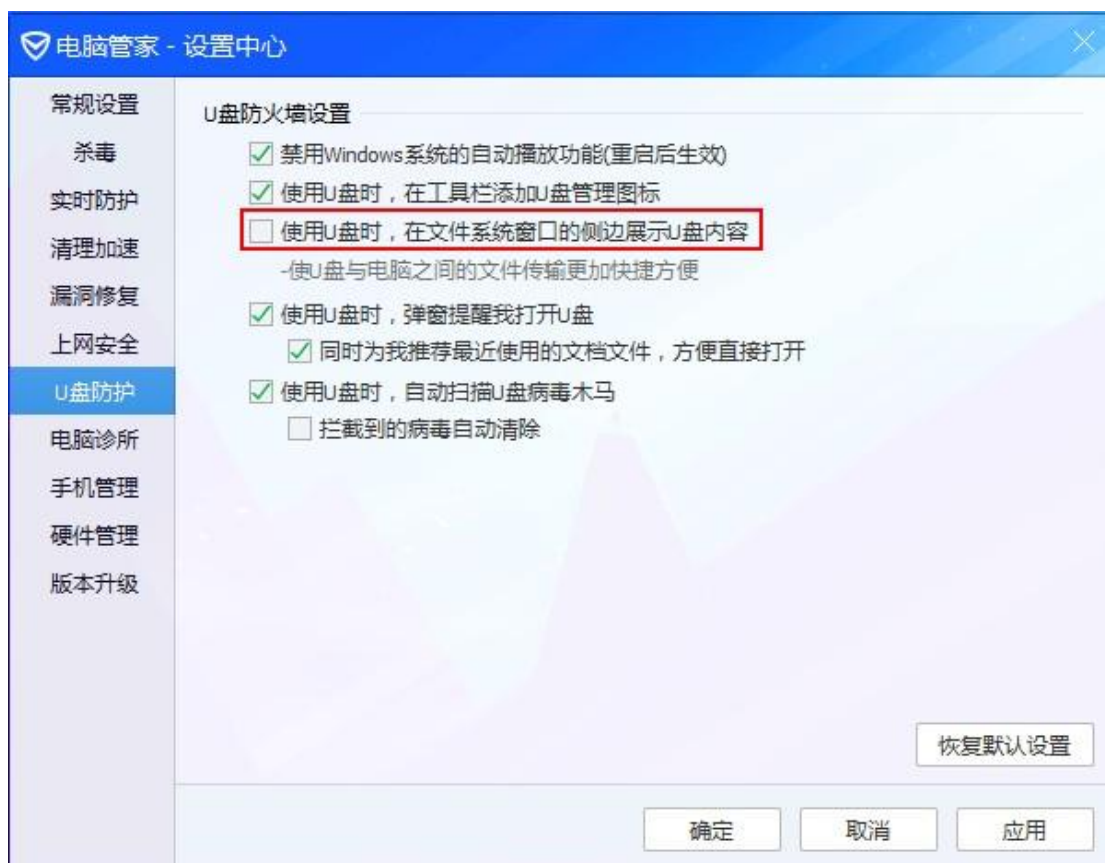 电脑管家 - 设置中心
常规设置
杀毒
实时防护
清理加速
漏洞修复
上网安全
U盘防护
电脑诊所
手机管理
硬件管理
版本升级
U盘防火墙设置
禁用Windows系统的自动播放功能(重启后生效)
使用U盘时，在工具栏添加U盘管理图标
使用U盘时，在文件系统窗口的侧边展示U盘内容
-使U盘与电脑之间的文件传输更加快捷方便
使用U盘时，弹窗提醒我打开U盘
同时为我推荐最近使用的文档文件，方便直接打开
使用U盘时，自动扫描U盘病毒木马
拦截到的病毒自动清除
恢复默认设置
确定 取消 应用